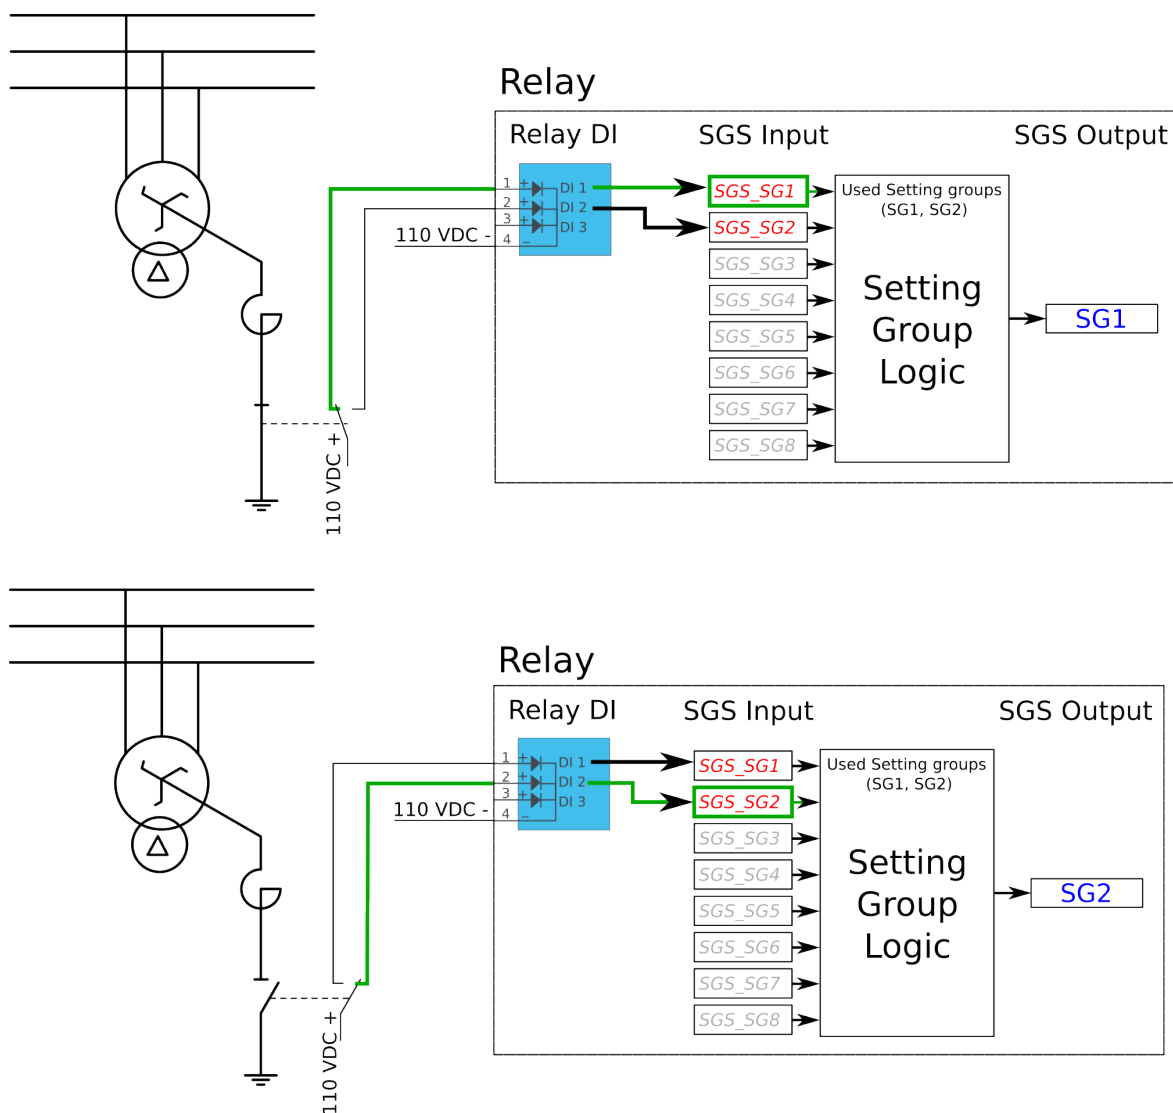 Relay
Relay DI
SGS Input
SGS Output
1 +
2 +
3 +
4 −
DI 1
DI 2
DI 3
110 VDC -
110 VDC +
SGS_SG1
SGS_SG2
SGS_SG3
SGS_SG4
SGS_SG5
SGS_SG6
SGS_SG7
SGS_SG8
Used Setting groups
(SG1, SG2)
Setting
Group
Logic
SG1
Relay
Relay DI
SGS Input
SGS Output
1 +
2 +
3 +
4 −
DI 1
DI 2
DI 3
110 VDC -
110 VDC +
SGS_SG1
SGS_SG2
SGS_SG3
SGS_SG4
SGS_SG5
SGS_SG6
SGS_SG7
SGS_SG8
Used Setting groups
(SG1, SG2)
Setting
Group
Logic
SG2